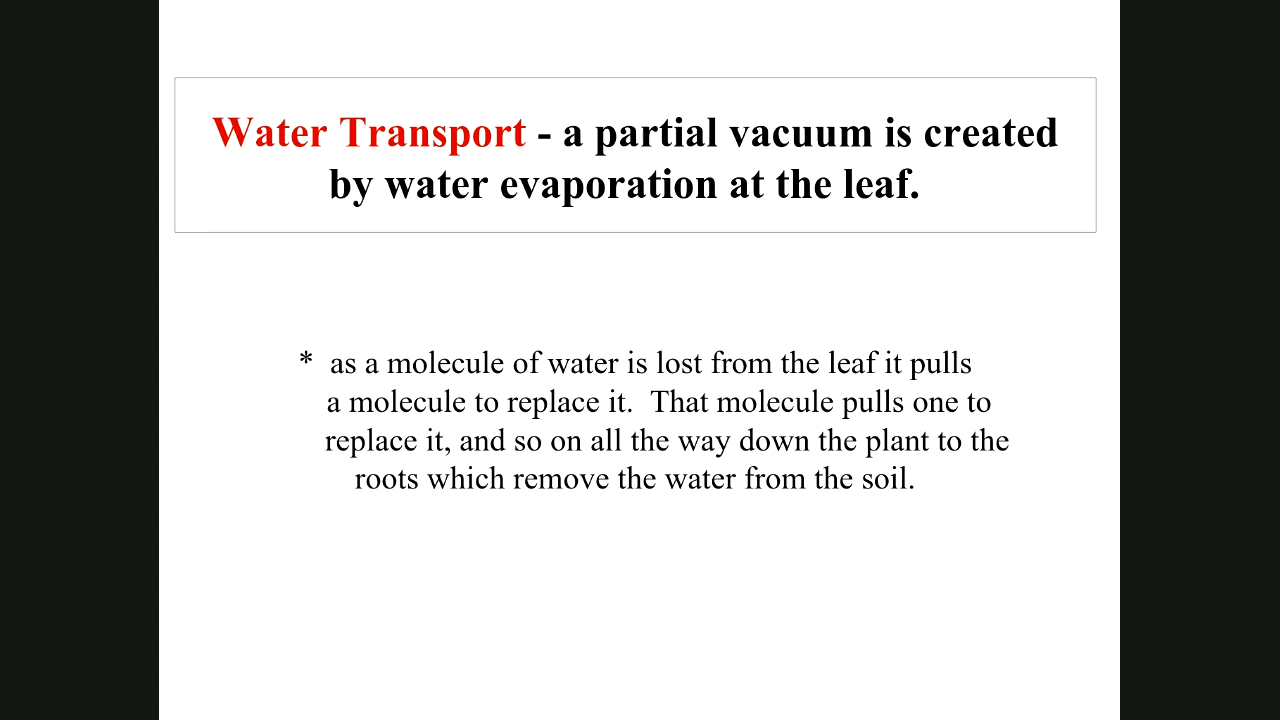 Water Transport - a partial vacuum is created
by water evaporation at the leaf.
* as a molecule of water is lost from the leaf it pulls
a molecule to replace it. That molecule pulls one to
replace it, and so on all the way down the plant to the
roots which remove the water from the soil.